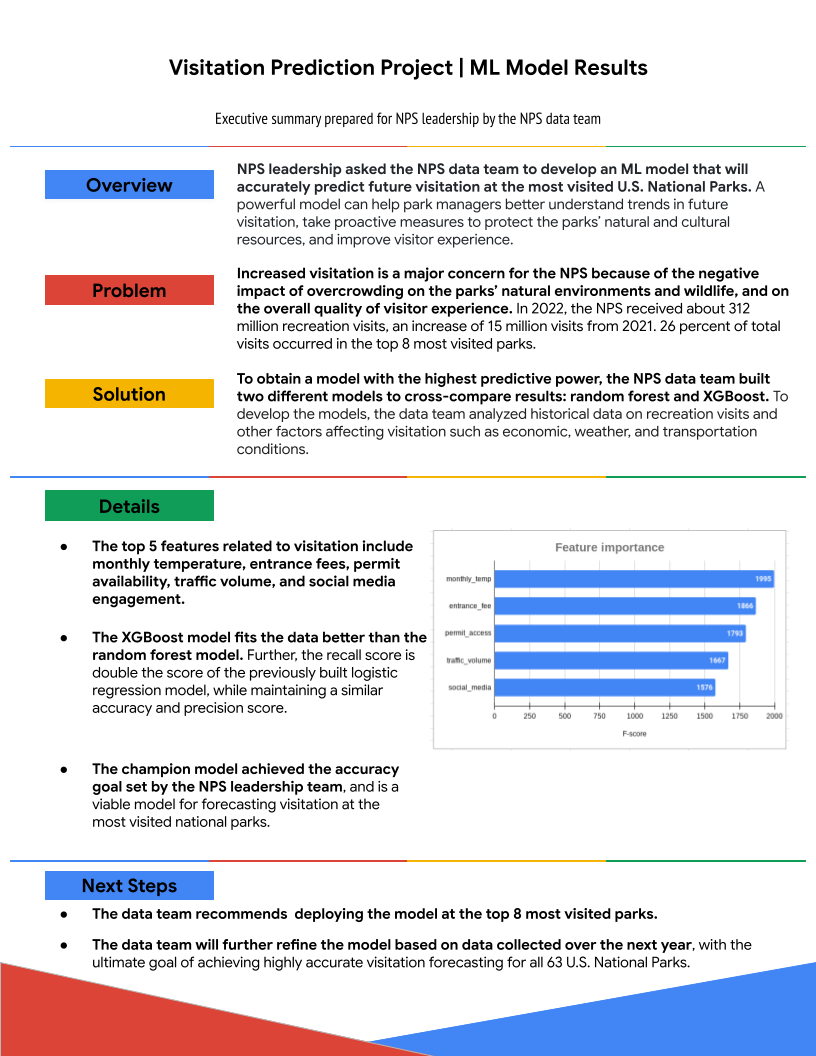 Visitation Prediction Project | ML Model Results
Executive summary prepared for NPS leadership by the NPS data team
Overview
NPS leadership asked the NPS data team to develop an ML model that will
accurately predict future visitation at the most visited U.S. National Parks. A
powerful model can help park managers better understand trends in future
visitation, take proactive measures to protect the parks’ natural and cultural
resources, and improve visitor experience.
Problem
Increased visitation is a major concern for the NPS because of the negative
impact of overcrowding on the parks’ natural environments and wildlife, and on
the overall quality of visitor experience. In 2022, the NPS received about 312
million recreation visits, an increase of 15 million visits from 2021. 26 percent of total
visits occurred in the top 8 most visited parks.
Solution
To obtain a model with the highest predictive power, the NPS data team built
two different models to cross-compare results: random forest and XGBoost. To
develop the models, the data team analyzed historical data on recreation visits and
other factors affecting visitation such as economic, weather, and transportation
conditions.
Details
● The top 5 features related to visitation include
monthly temperature, entrance fees, permit
availability, traffic volume, and social media
engagement.
● The XGBoost model fits the data better than the
random forest model. Further, the recall score is
double the score of the previously built logistic
regression model, while maintaining a similar
accuracy and precision score.
● The champion model achieved the accuracy
goal set by the NPS leadership team, and is a
viable model for forecasting visitation at the
most visited national parks.
Feature importance
monthly_temp 1995
entrance_fee 1866
permit_access 1793
traffic_volume 1667
social_media 1576
0 250 500 750 1000 1250 1500 1750 2000
F-score
Next Steps
● The data team recommends  deploying the model at the top 8 most visited parks.
● The data team will further refine the model based on data collected over the next year, with the
ultimate goal of achieving highly accurate visitation forecasting for all 63 U.S. National Parks.